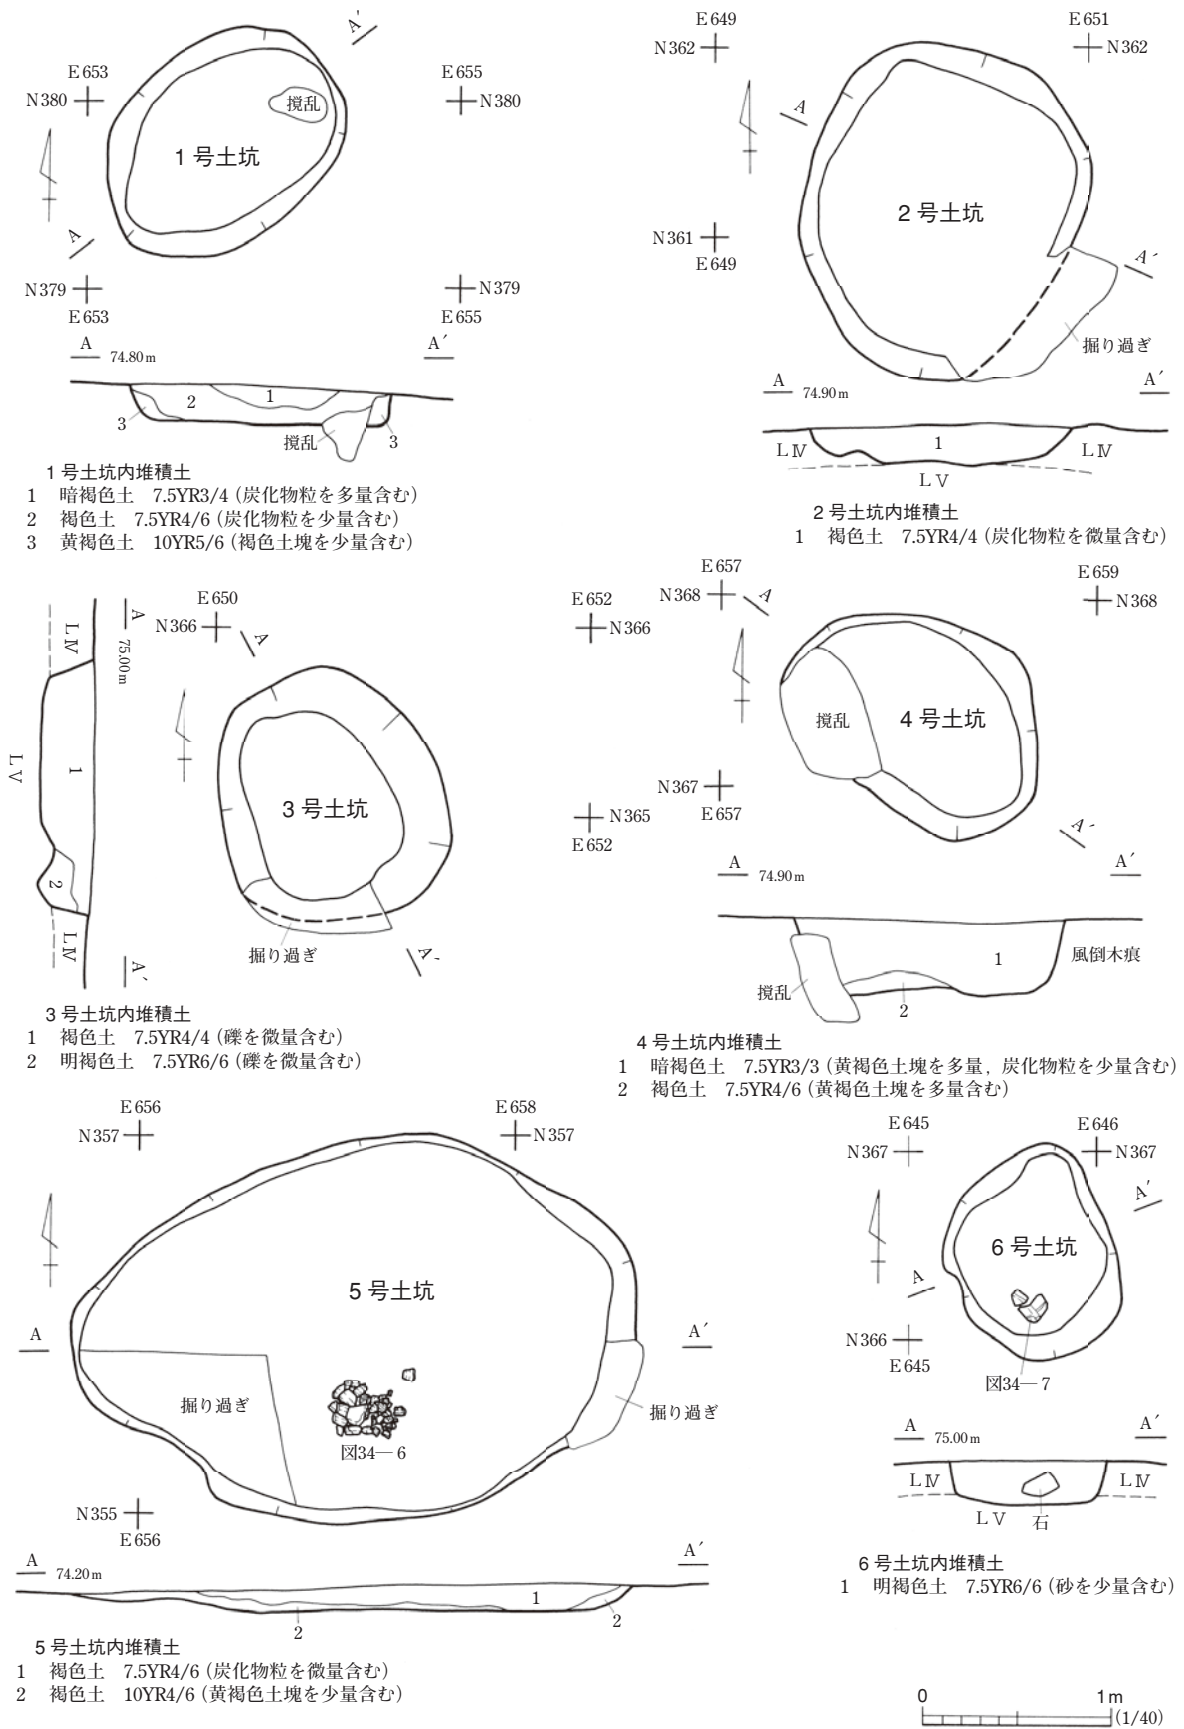 A′
E653
N380
E655
N380
撹乱
1 号土坑
A
N379
E653
N379
E655
A 74.80m A′
1
2
3
撹乱
3
1 号土坑内堆積土
1 暗褐色土 7.5YR3/4（炭化物粒を多量含む）
2 褐色土 7.5YR4/6（炭化物粒を少量含む）
3 黄褐色土 10YR5/6（褐色土塊を少量含む）
E649
N362
E651
N362
A
2 号土坑
N361
E649
A′
掘り過ぎ
A 74.90m A′
LⅣ 1 LⅣ
LⅤ
2 号土坑内堆積土
1 褐色土 7.5YR4/4（炭化物粒を微量含む）
A
75.00m
LⅣ
1
LⅤ
2
LⅣ
A′
E650
N366
A
E652
N366
3 号土坑
N365
E652
掘り過ぎ
A′
3 号土坑内堆積土
1 褐色土 7.5YR4/4（礫を微量含む）
2 明褐色土 7.5YR6/6（礫を微量含む）
E657
N368
A
E659
N368
撹乱
4 号土坑
N367
E657
A′
A 74.90m A′
1
風倒木痕
撹乱
2
4 号土坑内堆積土
1 暗褐色土 7.5YR3/3（黄褐色土塊を多量，炭化物粒を少量含む）
2 褐色土 7.5YR4/6（黄褐色土塊を多量含む）
E656
N357
E658
N357
5 号土坑
A A′
掘り過ぎ
掘り過ぎ
図34―6
N355
E656
A 74.20m A′
1
2
2
5 号土坑内堆積土
1 褐色土 7.5YR4/6（炭化物粒を微量含む）
2 褐色土 10YR4/6（黄褐色土塊を少量含む）
E645
N367
E646
N367
A′
6 号土坑
A
N366
E645
図34―7
A 75.00m A′
LⅣ LⅣ
LⅤ 石
6 号土坑内堆積土
1 明褐色土 7.5YR6/6（砂を少量含む）
0 1m
(1/40)